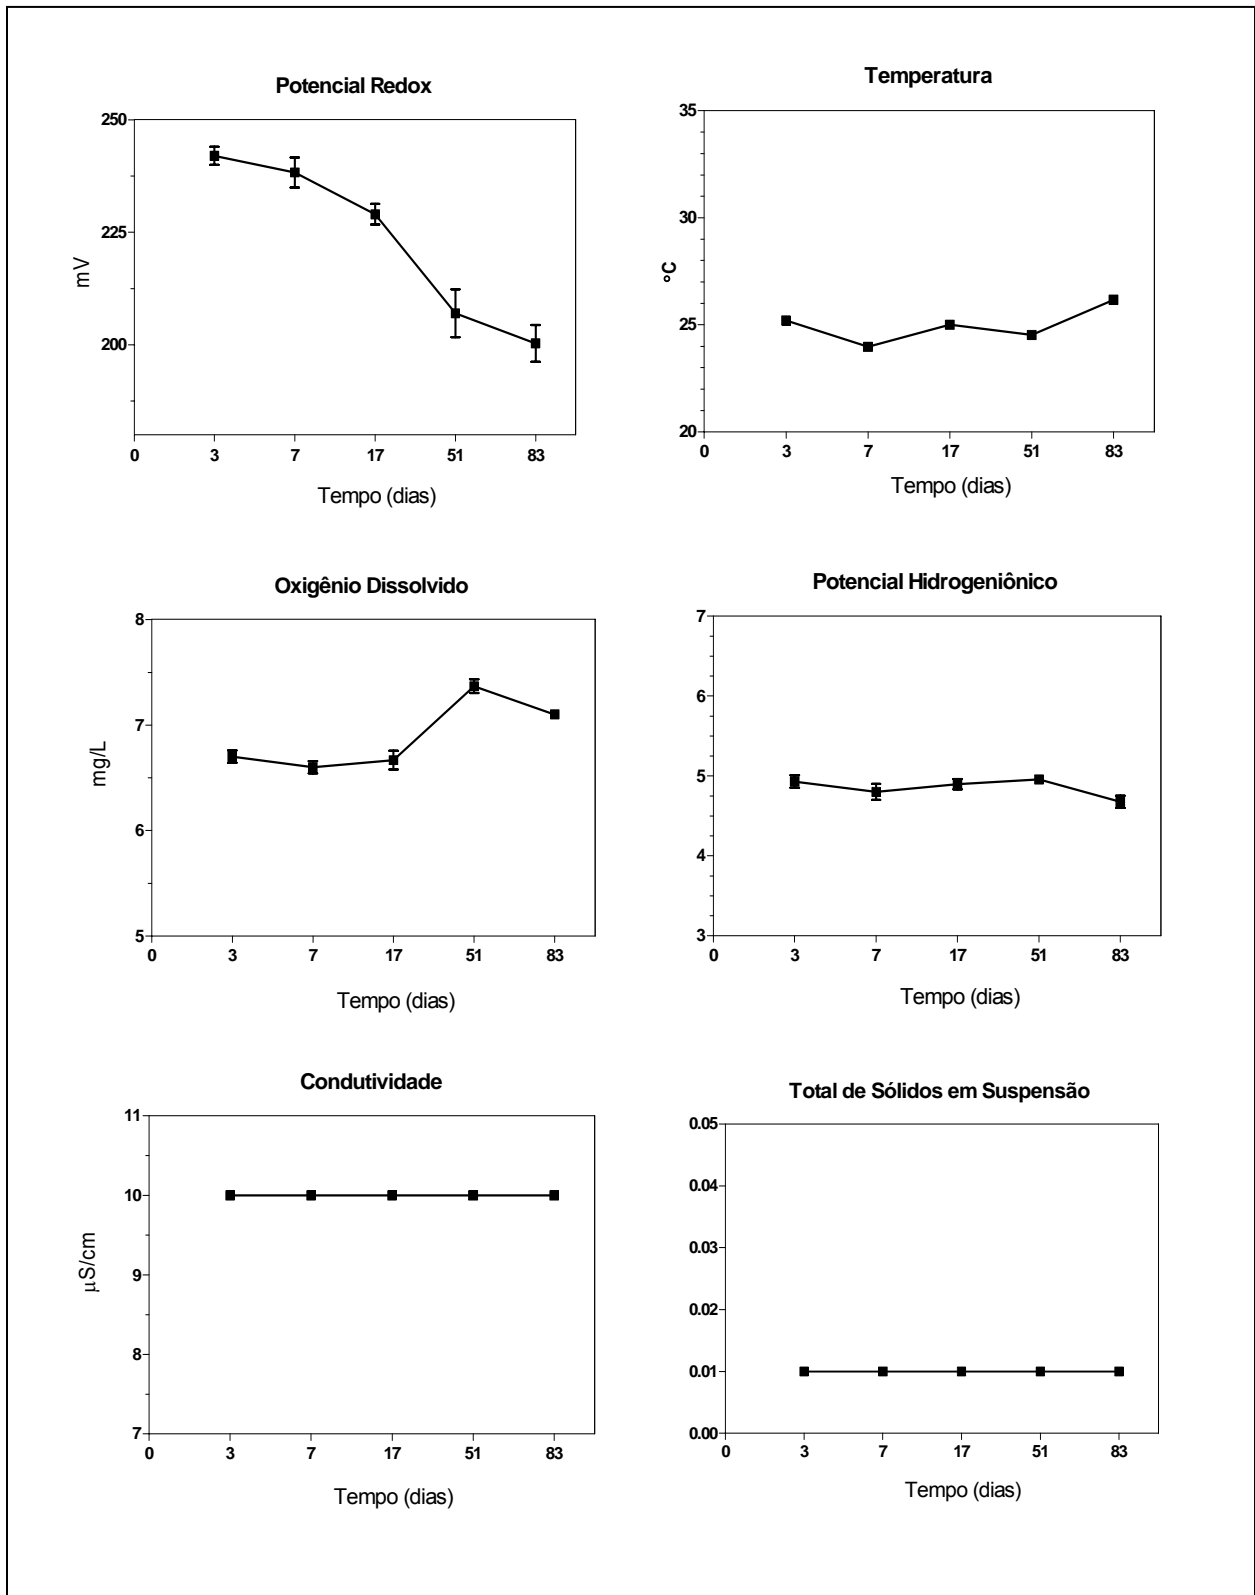 Potencial Redox
250
225
200
mV
0 3 7 17 51 83
Tempo (dias)
Temperatura
35
30
25
20
°C
0 3 7 17 51 83
Tempo (dias)
Oxigênio Dissolvido
8
7
6
5
mg/L
0 3 7 17 51 83
Tempo (dias)
Potencial Hidrogeniônico
7
6
5
4
3
0 3 7 17 51 83
Tempo (dias)
Condutividade
11
10
9
8
7
µS/cm
0 3 7 17 51 83
Tempo (dias)
Total de Sólidos em Suspensão
0.05
0.04
0.03
0.02
0.01
0.00
0 3 7 17 51 83
Tempo (dias)